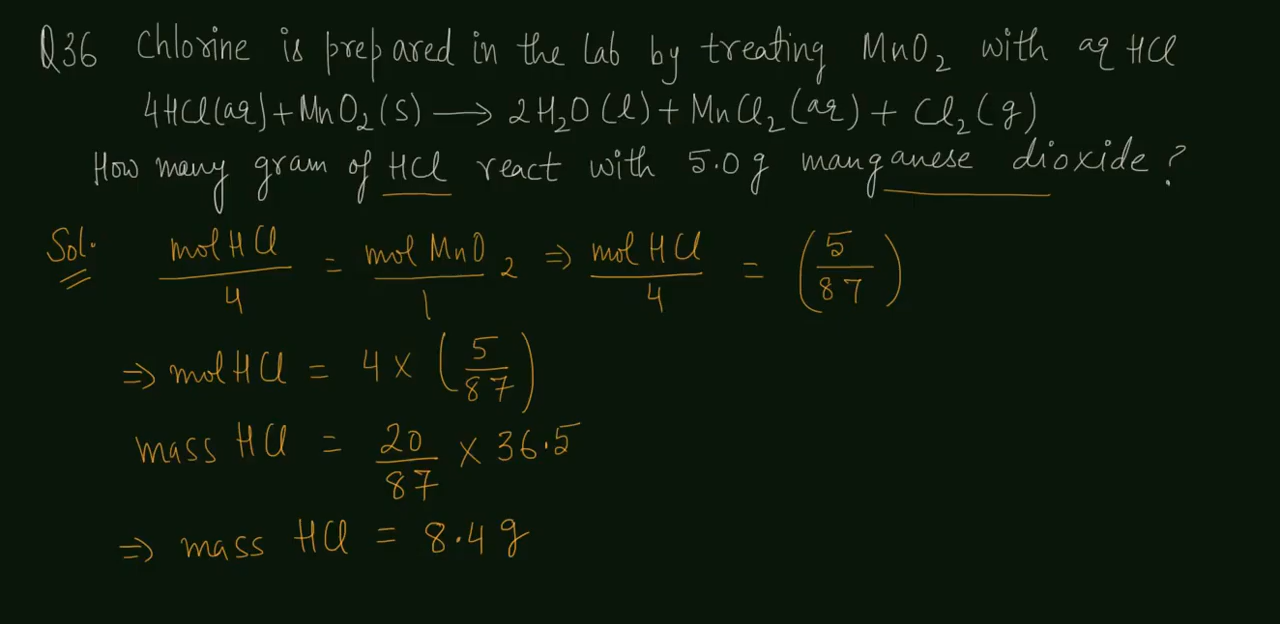 Q36 Chlorine is prepared in the Lab by treating MnO₂ with aq HCl
4HCl(aq) + MnO₂(s) ⟶ 2H₂O(l) + MnCl₂(aq) + Cl₂(g)
How many gram of HCl react with 5.0g manganese dioxide?
Sol. mol HCl/4 = mol MnO₂/1 ⇒ mol HCl/4 = (5/87)
⇒ mol HCl = 4 × (5/87)
mass HCl = 20/87 × 36.5
⇒ mass HCl = 8.4g